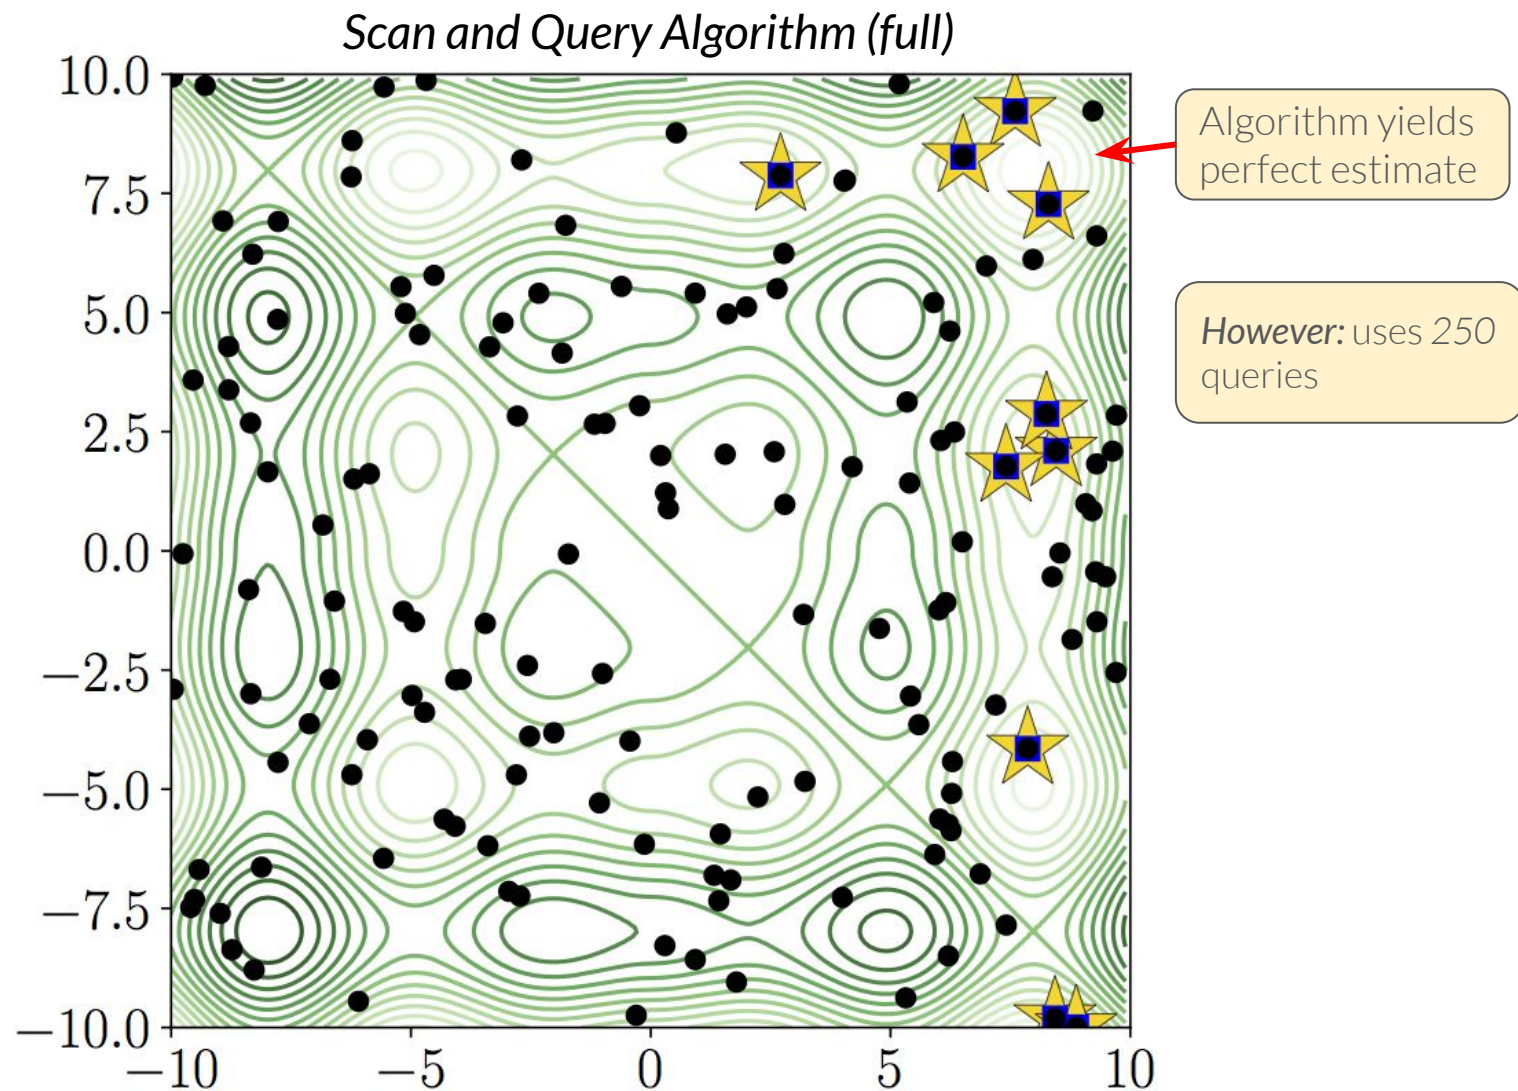 Scan and Query Algorithm (full)
10.0
7.5
5.0
2.5
0.0
−2.5
−5.0
−7.5
−10.0
−10
−5
0
5
10
Algorithm yields
perfect estimate
However: uses 250
queries